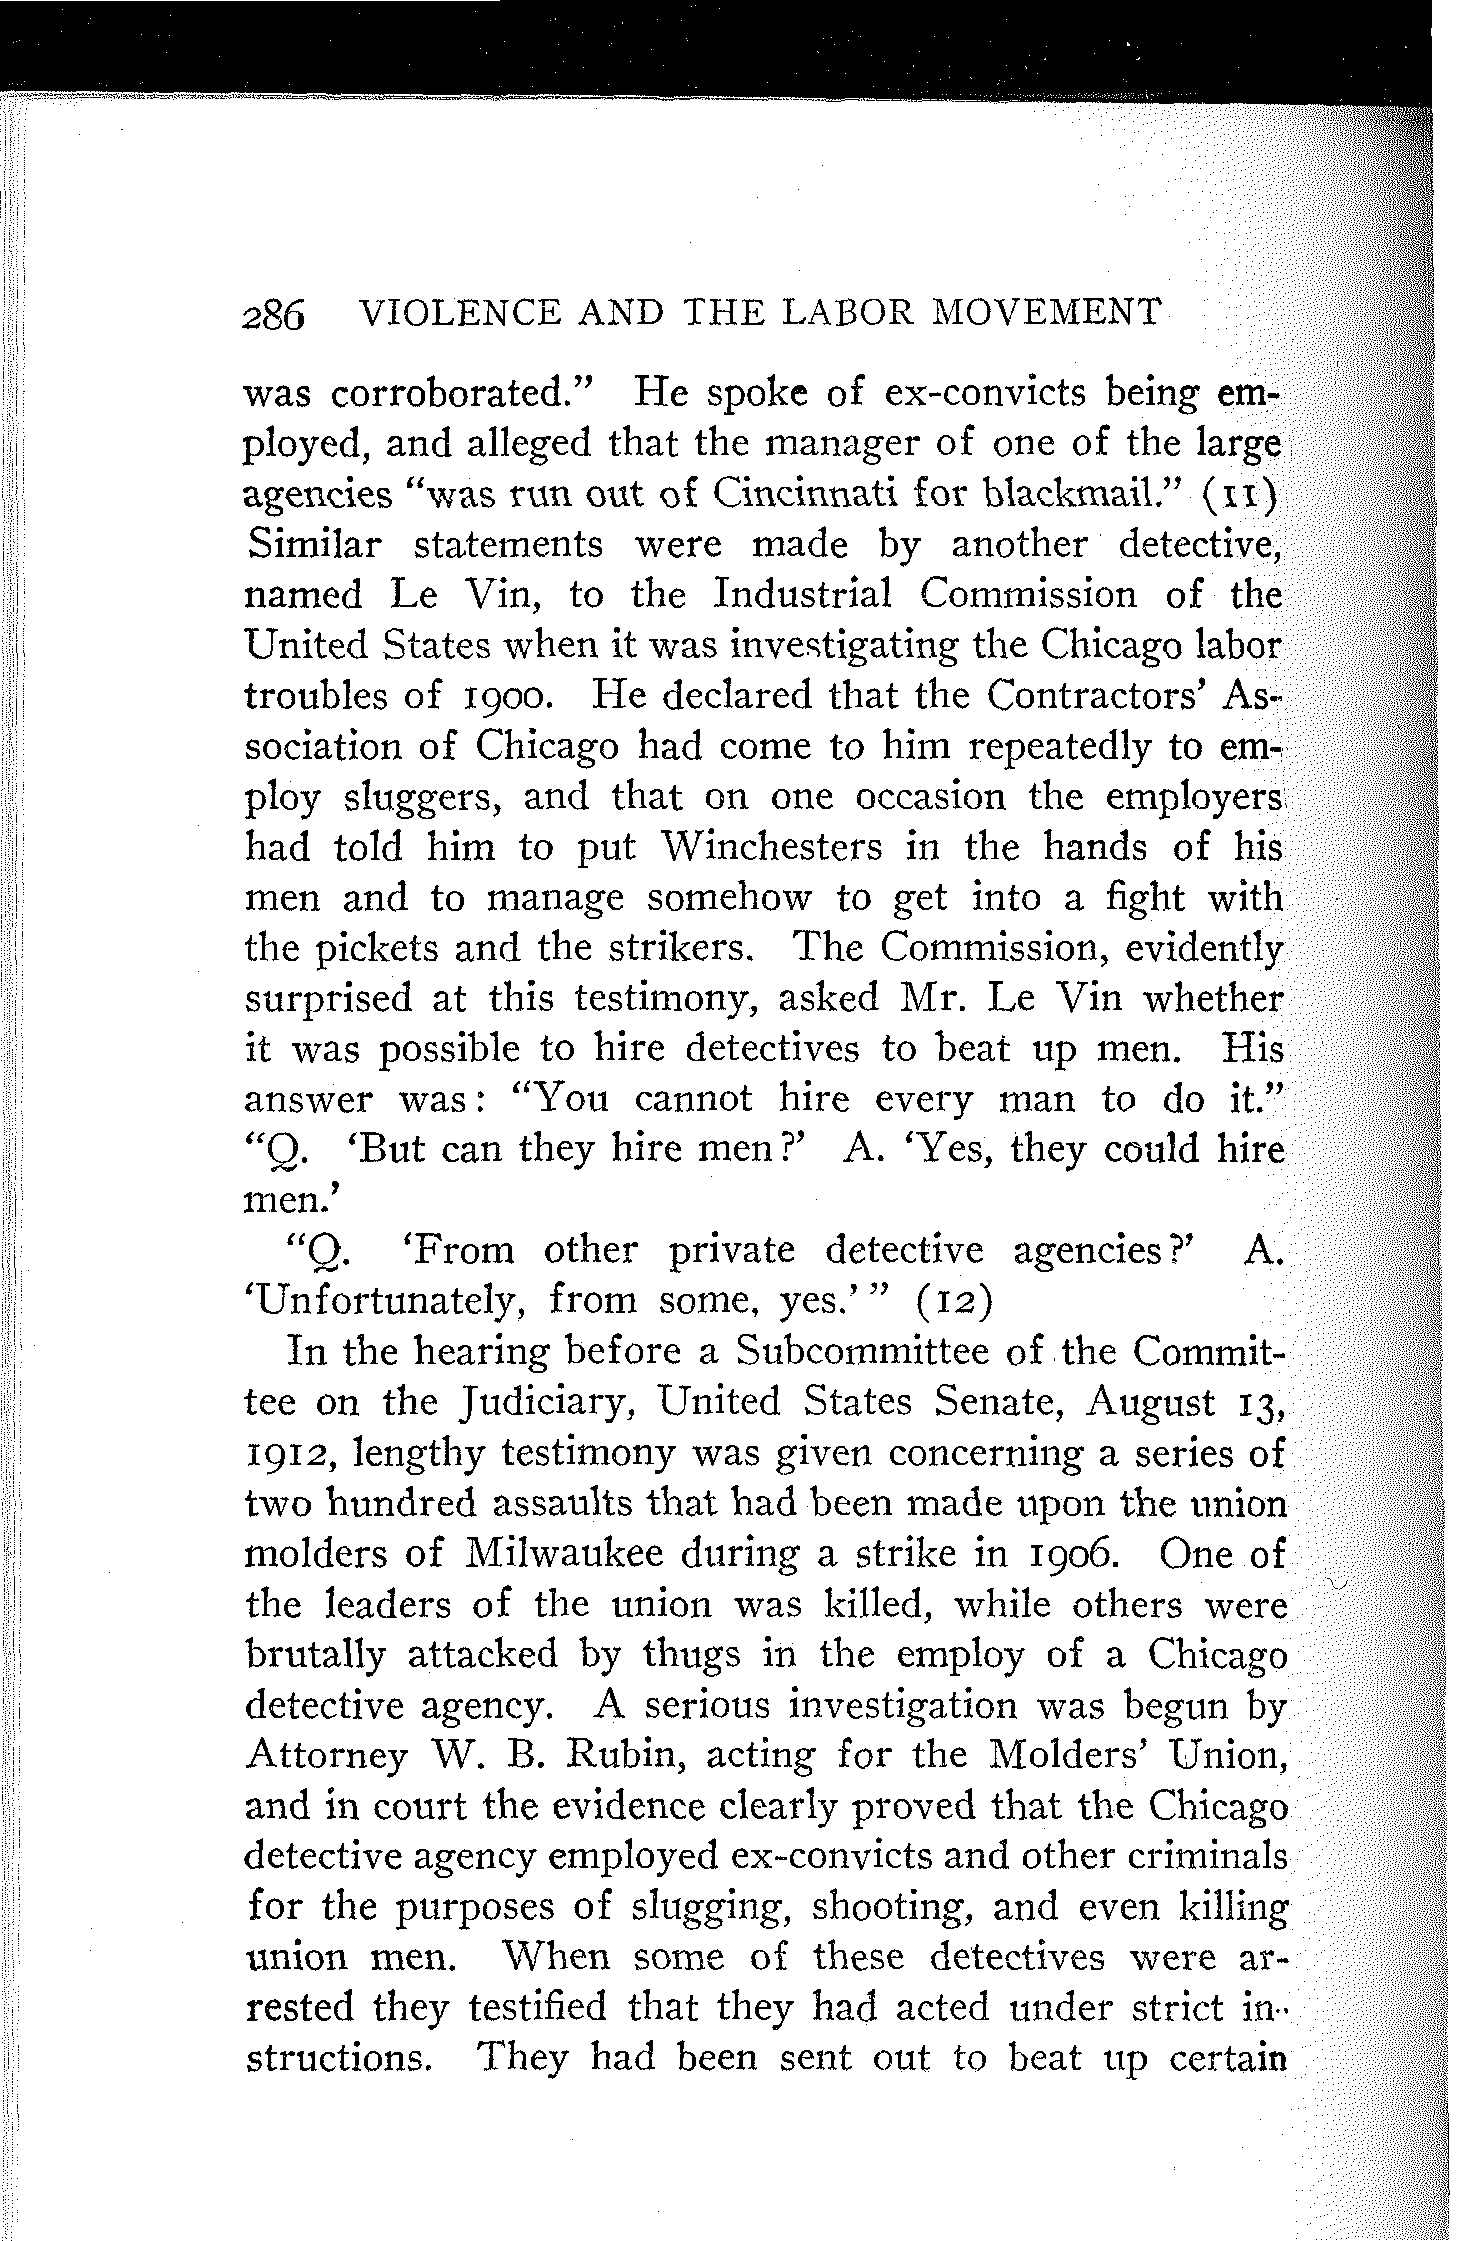 286 VIOLENCE AND THE LABOR MOVEMENT
was corroborated." He spoke of ex-convicts being em-
ployed, and alleged that the manager of one of the large
agencies "was run out of Cincinnati for blackmail." (11)
Similar statements were made by another detective,
named Le Vin, to the Industrial Commission of the
United States when it was investigating the Chicago labor
troubles of 1900. He declared that the Contractors' As-
sociation of Chicago had come to him repeatedly to em-
ploy sluggers, and that on one occasion the employers
had told him to put Winchesters in the hands of his
men and to manage somehow to get into a fight with
the pickets and the strikers. The Commission, evidently
surprised at this testimony, asked Mr. Le Vin whether
it was possible to hire detectives to beat up men. His
answer was: "You cannot hire every man to do it."
"Q. 'But can they hire men?' A. 'Yes, they could hire
men.'
"Q. 'From other private detective agencies?' A.
'Unfortunately, from some, yes.'" (12)
In the hearing before a Subcommittee of the Commit-
tee on the Judiciary, United States Senate, August 13,
1912, lengthy testimony was given concerning a series of
two hundred assaults that had been made upon the union
molders of Milwaukee during a strike in 1906. One of
the leaders of the union was killed, while others were
brutally attacked by thugs in the employ of a Chicago
detective agency. A serious investigation was begun by
Attorney W. B. Rubin, acting for the Molders' Union,
and in court the evidence clearly proved that the Chicago
detective agency employed ex-convicts and other criminals
for the purposes of slugging, shooting, and even killing
union men. When some of these detectives were ar-
rested they testified that they had acted under strict in-
structions. They had been sent out to beat up certain